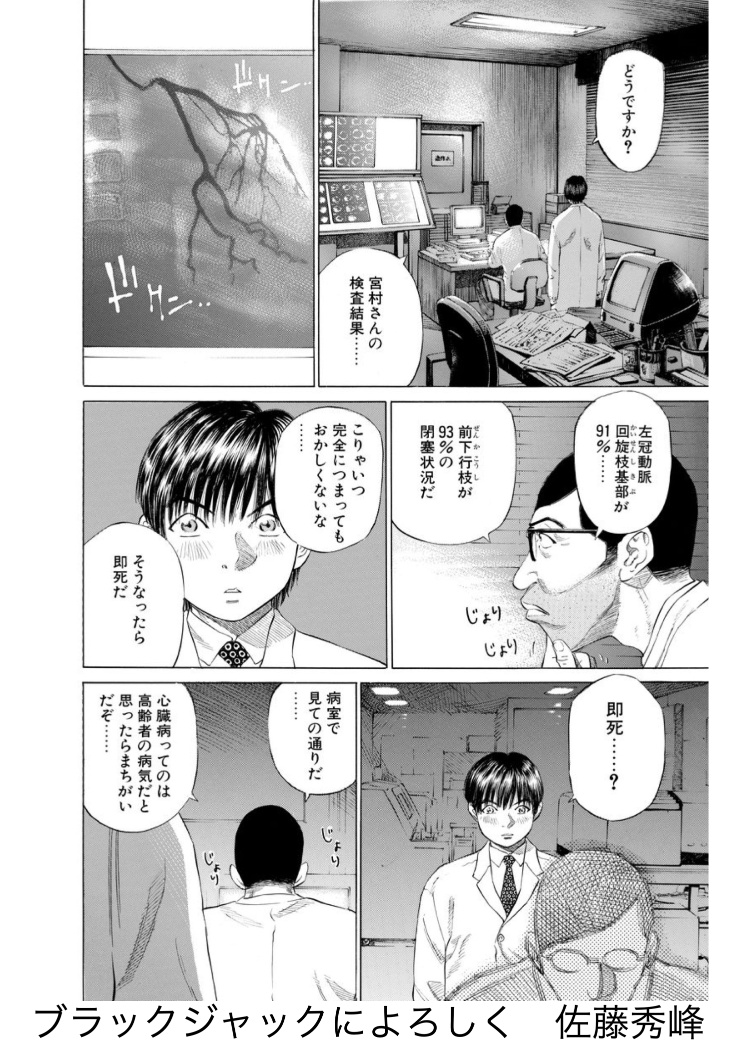 どうですか？
宮村さんの
検査結果……
ドクン‥
ドクン‥
左冠動脈
回旋枝基部が
91％……
前下行枝が
93％の
閉塞状況だ
じょり
じょり
こりゃいつ
完全につまっても
おかしくないな
……
そうなったら
即死だ
即死……？
病室で
見ての通りだ
……
じょり
じょり
心臓病ってのは
高齢者の病気だと
思ったらまちがい
だぞ……
ブラックジャックによろしく　佐藤秀峰